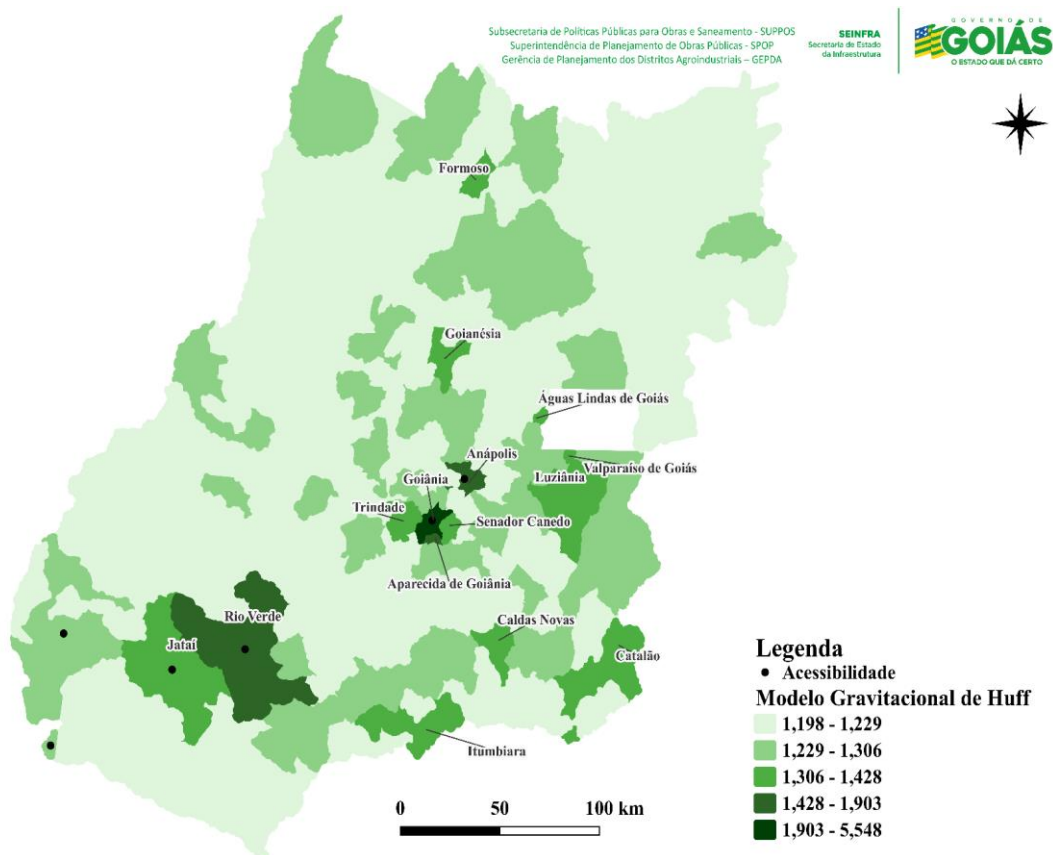 Subsecretaria de Políticas Públicas para Obras e Saneamento - SUPPOS
Superintendência de Planejamento de Obras Públicas - SPOP
Gerência de Planejamento dos Distritos Agroindustriais – GEPDA
SEINFRA
Secretaria de Estado
da Infraestrutura
GOVERNO DE
GOIÁS
O ESTADO QUE DÁ CERTO
Formoso
Goianésia
Águas Lindas de Goiás
Anápolis
Valparaíso de Goiás
Goiânia
Luziânia
Trindade
Senador Canedo
Aparecida de Goiânia
Rio Verde
Caldas Novas
Jataí
Catalão
Itumbiara
Legenda
Acessibilidade
Modelo Gravitacional de Huff
1,198 - 1,229
1,229 - 1,306
1,306 - 1,428
1,428 - 1,903
1,903 - 5,548
0 50 100 km